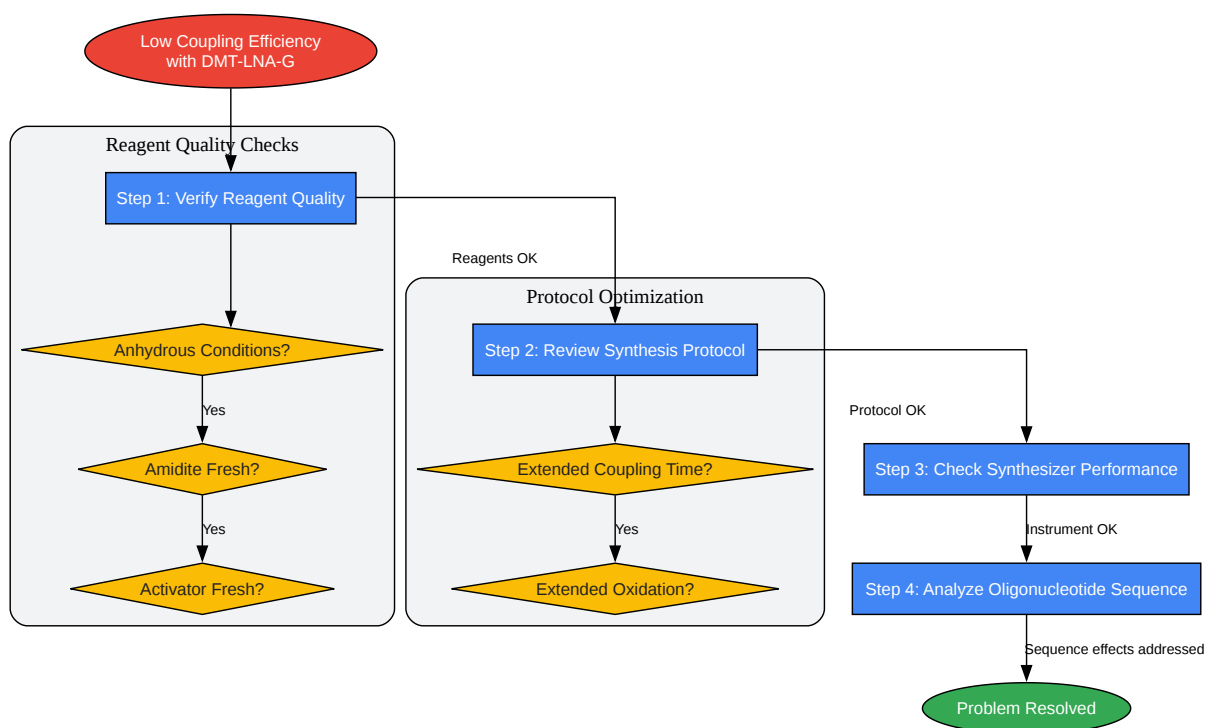 Low Coupling Efficiency
with DMT-LNA-G
Reagent Quality Checks
Step 1: Verify Reagent Quality
Reagents OK
Protocol Optimization
Anhydrous Conditions?
Step 2: Review Synthesis Protocol
Yes
Protocol OK
Amidite Fresh?
Extended Coupling Time?
Step 3: Check Synthesizer Performance
Yes
Yes
Instrument OK
Activator Fresh?
Extended Oxidation?
Step 4: Analyze Oligonucleotide Sequence
Sequence effects addressed
Problem Resolved